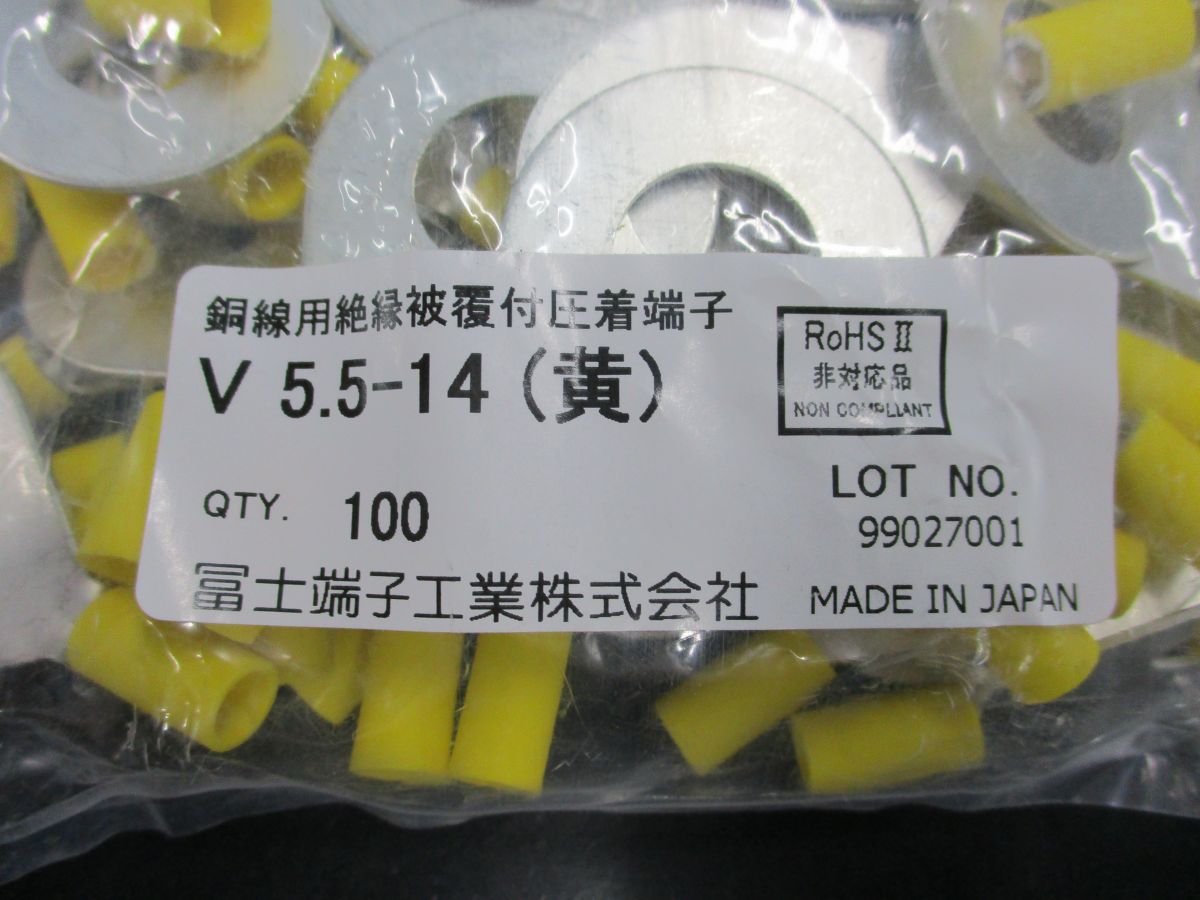 銅線用絶縁被覆付圧着端子
V 5.5-14 (黄)
RoHS Ⅱ
非対応品
NON COMPLIANT
QTY. 100
LOT NO.
99027001
冨士端子工業株式会社
MADE IN JAPAN